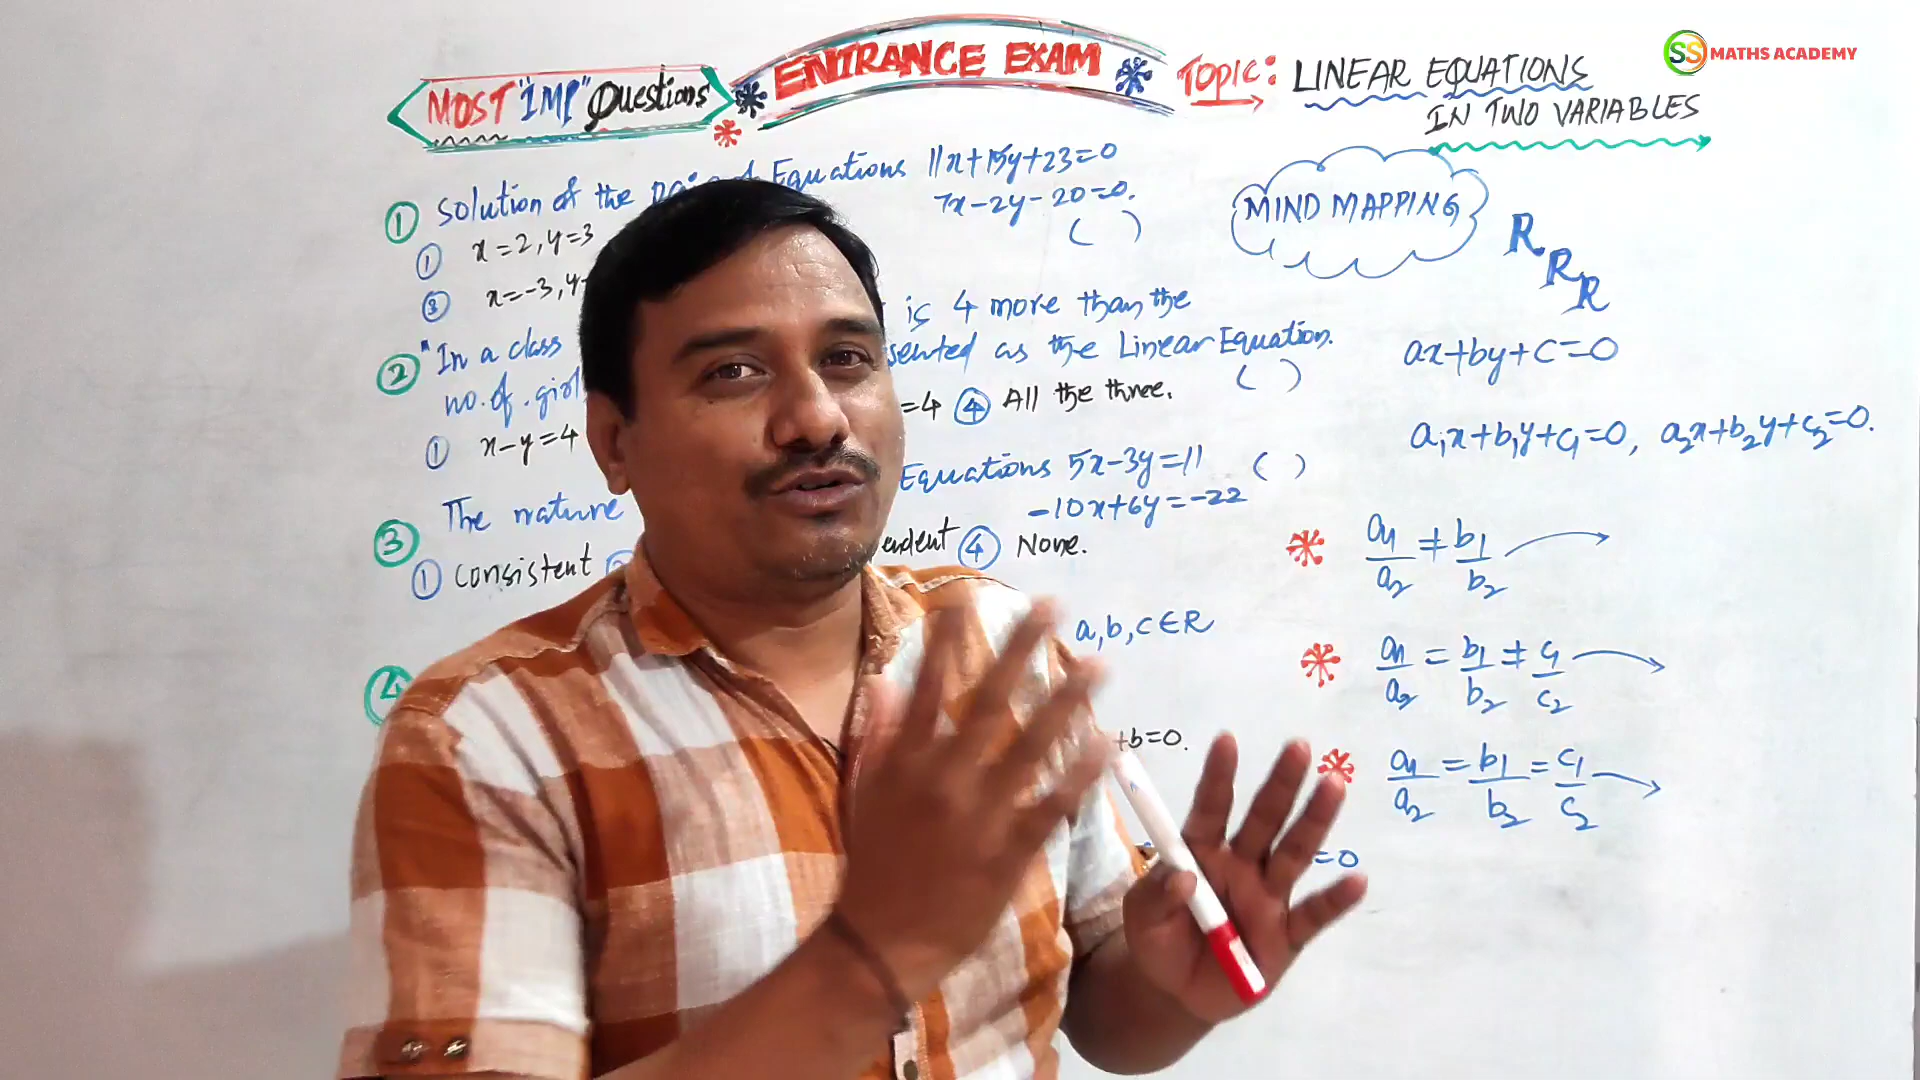 MOST "IMP" Questions
ENTRANCE EXAM
TOPIC: LINEAR EQUATIONS
IN TWO VARIABLES
SS MATHS ACADEMY
① Solution of the Equations 11x+15y+23=0
7x-2y-20=0.
( )
① x=2, y=3
③ x=-3, y
② "In a class is 4 more than the
no. of girls sented as the Linear Equation.
( )
① x-y=4 =4 ④ All the three.
③ The nature Equations 5x-3y=11 ( )
-10x+6y=-22
① consistent endent ④ None.
④ a, b, c ∈ R
+b=0.
=0
MIND MAPPING
R
R
R
ax+by+c=0
a₁x+b₁y+c₁=0, a₂x+b₂y+c₂=0.
a₁/a₂ ≠ b₁/b₂ →
a₁/a₂ = b₁/b₂ ≠ c₁/c₂ →
a₁/a₂ = b₁/b₂ = c₁/c₂ →